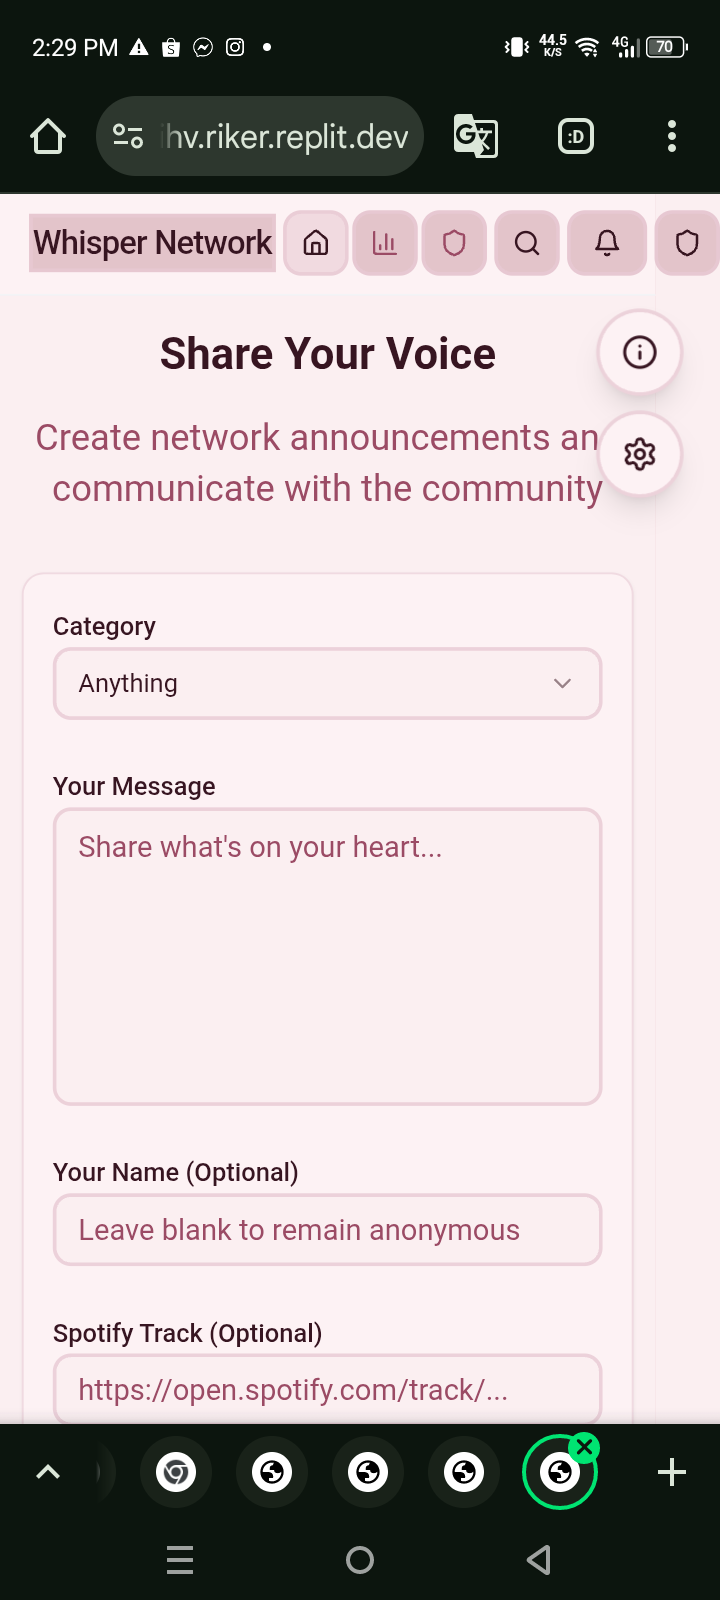 2:29 PM
44.5
K/S
4G
70
ihv.riker.replit.dev
:D
Whisper Network
Share Your Voice
Create network announcements an
communicate with the community
Category
Anything
Your Message
Share what's on your heart...
Your Name (Optional)
Leave blank to remain anonymous
Spotify Track (Optional)
https://open.spotify.com/track/...